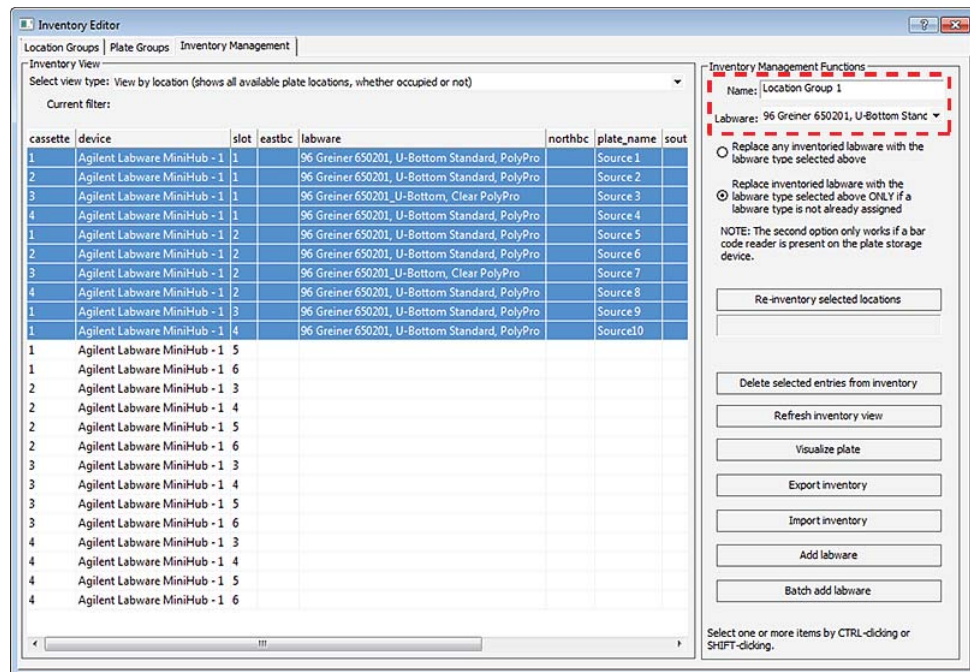 Inventory Editor
Location Groups Plate Groups Inventory Management
Inventory View
Select view type: View by location (shows all available plate locations, whether occupied or not)
Current filter:
cassette device slot eastbc labware northbc plate_name sout
1 Agilent Labware MiniHub - 1 1 96 Greiner 650201, U-Bottom Standard, PolyPro Source 1
2 Agilent Labware MiniHub - 1 1 96 Greiner 650201, U-Bottom Standard, PolyPro Source 2
3 Agilent Labware MiniHub - 1 1 96 Greiner 650201_U-Bottom, Clear PolyPro Source 3
4 Agilent Labware MiniHub - 1 1 96 Greiner 650201, U-Bottom Standard, PolyPro Source 4
1 Agilent Labware MiniHub - 1 2 96 Greiner 650201, U-Bottom Standard, PolyPro Source 5
2 Agilent Labware MiniHub - 1 2 96 Greiner 650201, U-Bottom Standard, PolyPro Source 6
3 Agilent Labware MiniHub - 1 2 96 Greiner 650201_U-Bottom, Clear PolyPro Source 7
4 Agilent Labware MiniHub - 1 2 96 Greiner 650201, U-Bottom Standard, PolyPro Source 8
1 Agilent Labware MiniHub - 1 3 96 Greiner 650201, U-Bottom Standard, PolyPro Source 9
1 Agilent Labware MiniHub - 1 4 96 Greiner 650201, U-Bottom Standard, PolyPro Source10
1 Agilent Labware MiniHub - 1 5
1 Agilent Labware MiniHub - 1 6
2 Agilent Labware MiniHub - 1 3
2 Agilent Labware MiniHub - 1 4
2 Agilent Labware MiniHub - 1 5
2 Agilent Labware MiniHub - 1 6
3 Agilent Labware MiniHub - 1 3
3 Agilent Labware MiniHub - 1 4
3 Agilent Labware MiniHub - 1 5
3 Agilent Labware MiniHub - 1 6
4 Agilent Labware MiniHub - 1 3
4 Agilent Labware MiniHub - 1 4
4 Agilent Labware MiniHub - 1 5
4 Agilent Labware MiniHub - 1 6
Inventory Management Functions
Name: Location Group 1
Labware: 96 Greiner 650201, U-Bottom Stanc
Replace any inventoried labware with the
labware type selected above
Replace inventoried labware with the
labware type selected above ONLY if a
labware type is not already assigned
NOTE: The second option only works if a bar
code reader is present on the plate storage
device.
Re-inventory selected locations
Delete selected entries from inventory
Refresh inventory view
Visualize plate
Export inventory
Import inventory
Add labware
Batch add labware
Select one or more items by CTRL-clicking or
SHIFT-clicking.